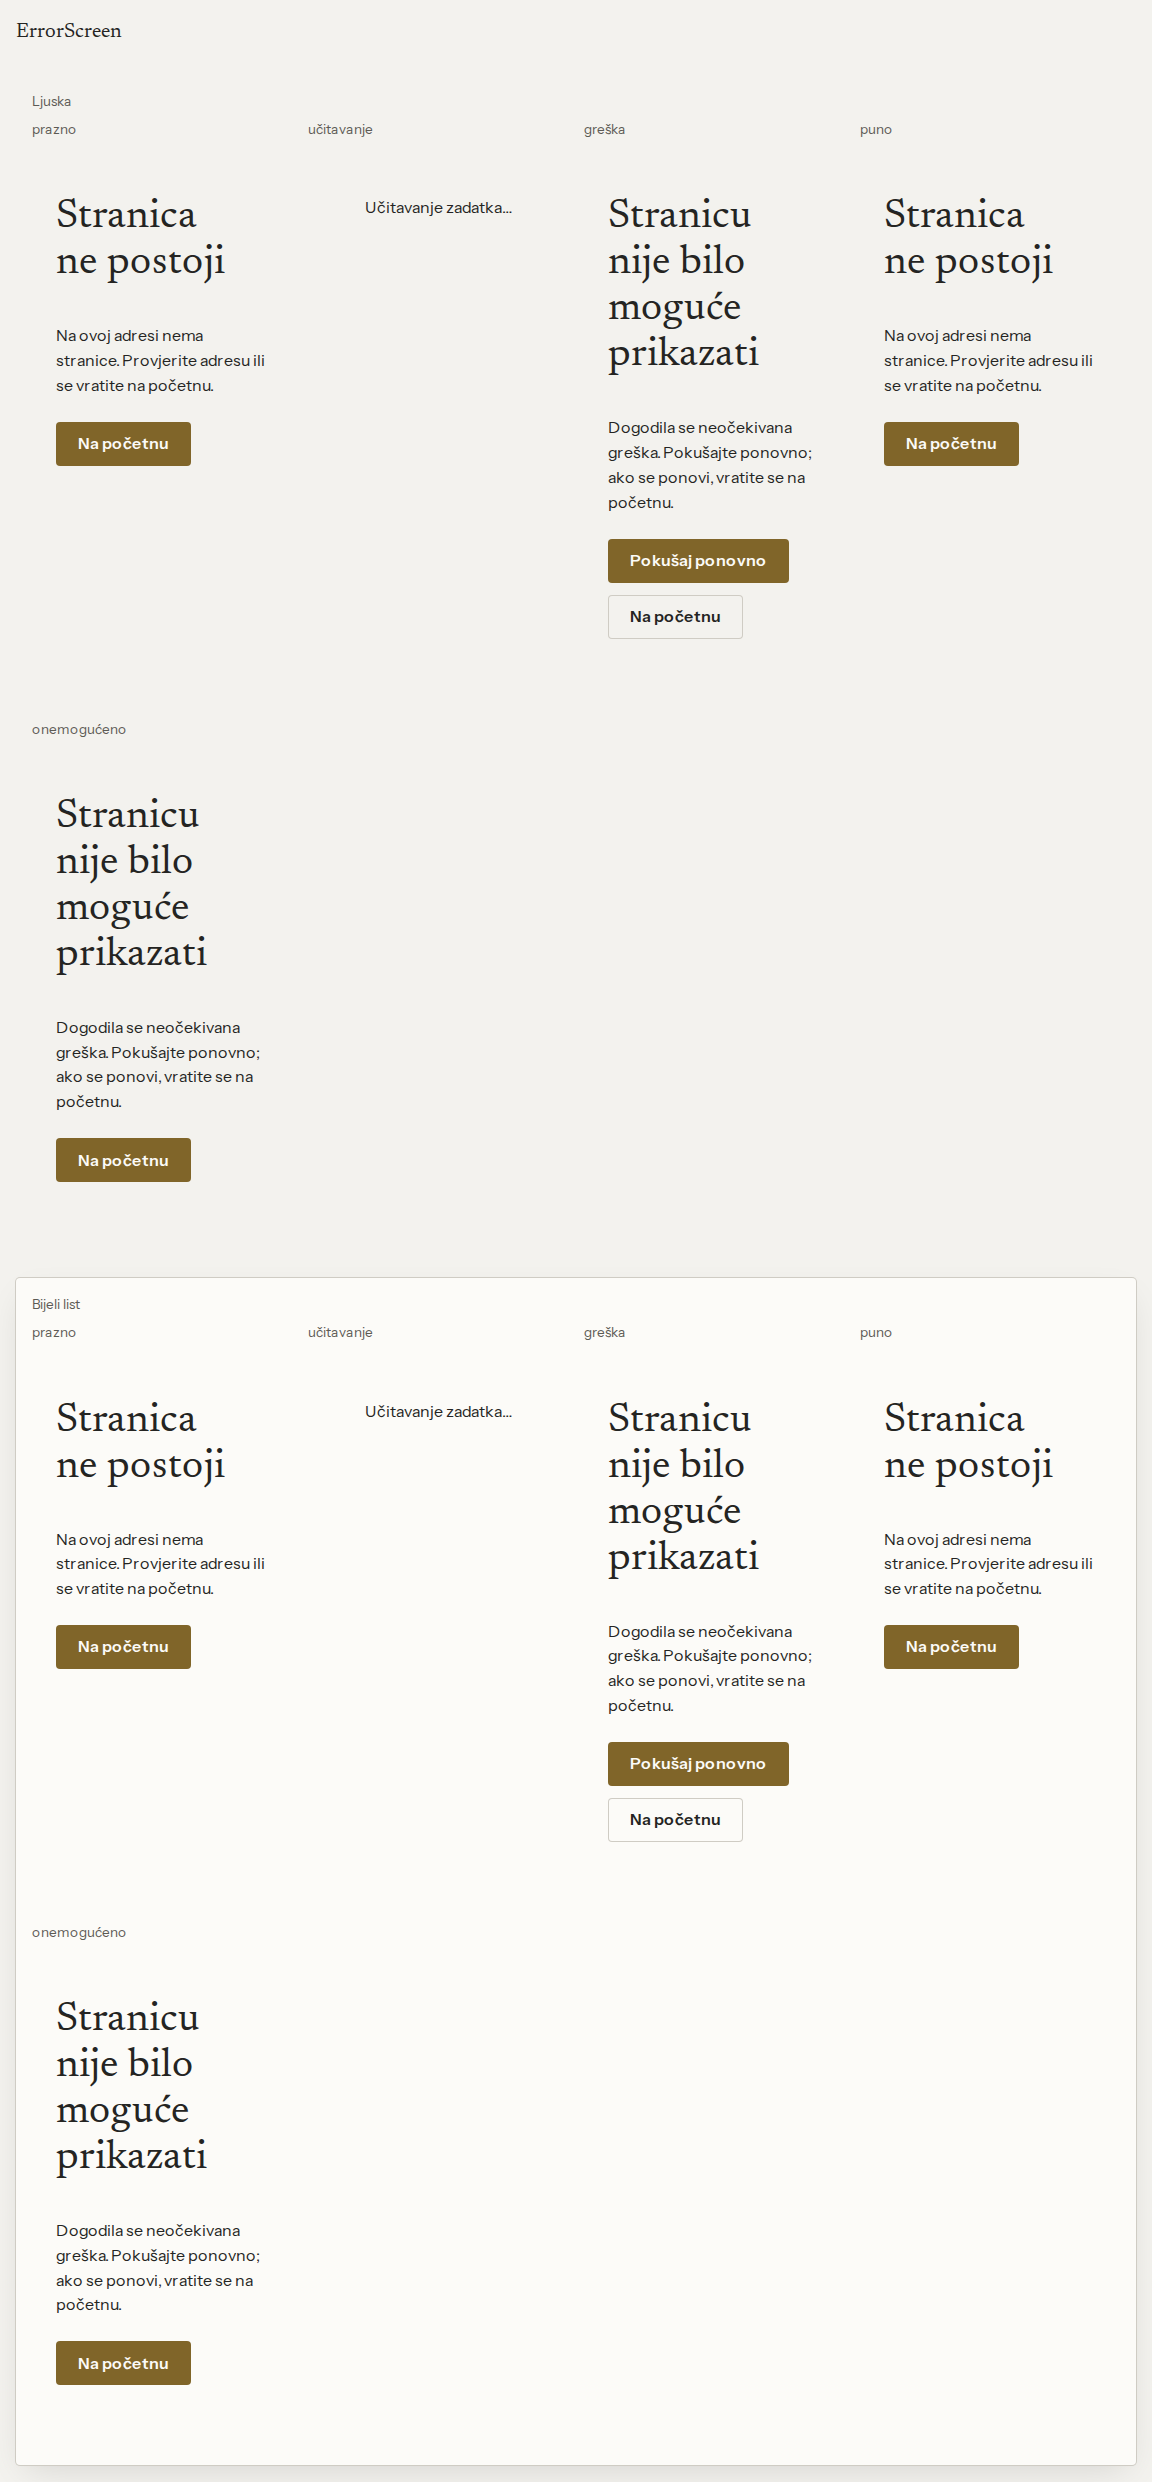 ErrorScreen
Ljuska
prazno
učitavanje
greška
puno
Stranica
ne postoji
Na ovoj adresi nema
stranice. Provjerite adresu ili
se vratite na početnu.
Na početnu
Učitavanje zadatka…
Stranicu
nije bilo
moguće
prikazati
Dogodila se neočekivana
greška. Pokušajte ponovno;
ako se ponovi, vratite se na
početnu.
Pokušaj ponovno
Na početnu
Stranica
ne postoji
Na ovoj adresi nema
stranice. Provjerite adresu ili
se vratite na početnu.
Na početnu
onemogućeno
Stranicu
nije bilo
moguće
prikazati
Dogodila se neočekivana
greška. Pokušajte ponovno;
ako se ponovi, vratite se na
početnu.
Na početnu
Bijeli list
prazno
učitavanje
greška
puno
Stranica
ne postoji
Na ovoj adresi nema
stranice. Provjerite adresu ili
se vratite na početnu.
Na početnu
Učitavanje zadatka…
Stranicu
nije bilo
moguće
prikazati
Dogodila se neočekivana
greška. Pokušajte ponovno;
ako se ponovi, vratite se na
početnu.
Pokušaj ponovno
Na početnu
Stranica
ne postoji
Na ovoj adresi nema
stranice. Provjerite adresu ili
se vratite na početnu.
Na početnu
onemogućeno
Stranicu
nije bilo
moguće
prikazati
Dogodila se neočekivana
greška. Pokušajte ponovno;
ako se ponovi, vratite se na
početnu.
Na početnu